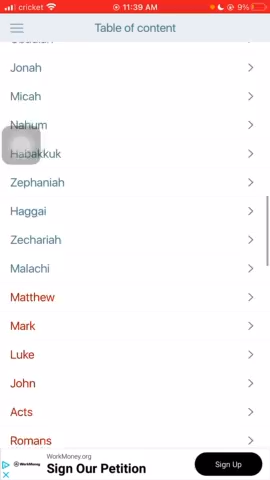 cricket 11:39 AM 9%
Table of content
Jonah
Micah
Nahum
Habakkuk
Zephaniah
Haggai
Zechariah
Malachi
Matthew
Mark
Luke
John
Acts
Romans
WorkMoney.org
WorkMoney
Sign Our Petition
Sign Up